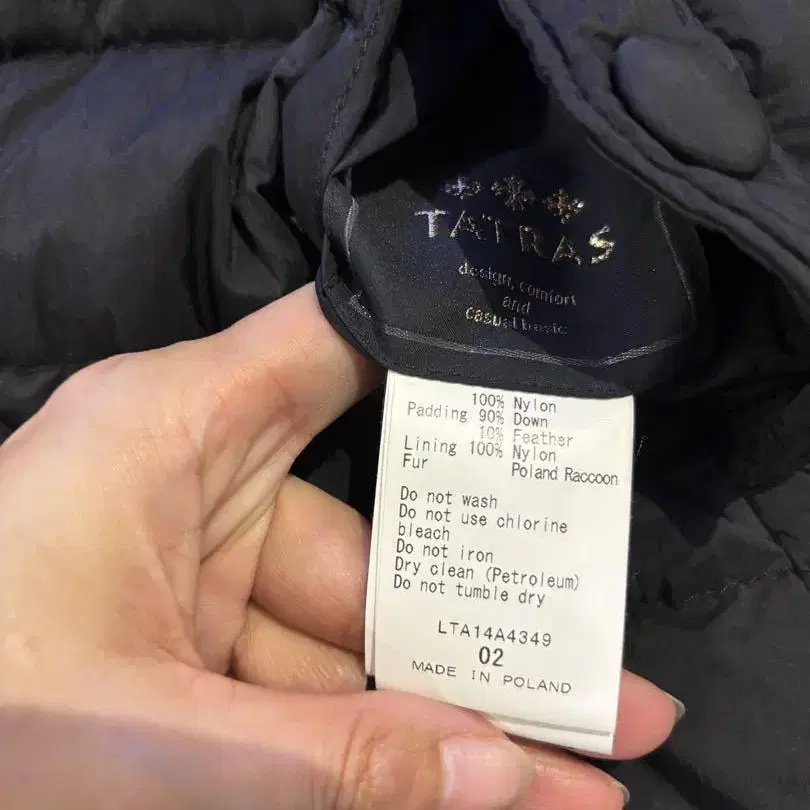 TATRAS
design, comfort
and
casual basic
100% Nylon
Padding 90% Down
10% Feather
Lining 100% Nylon
Fur Poland Raccoon
Do not wash
Do not use chlorine
bleach
Do not iron
Dry clean (Petroleum)
Do not tumble dry
LTA14A4349
02
MADE IN POLAND